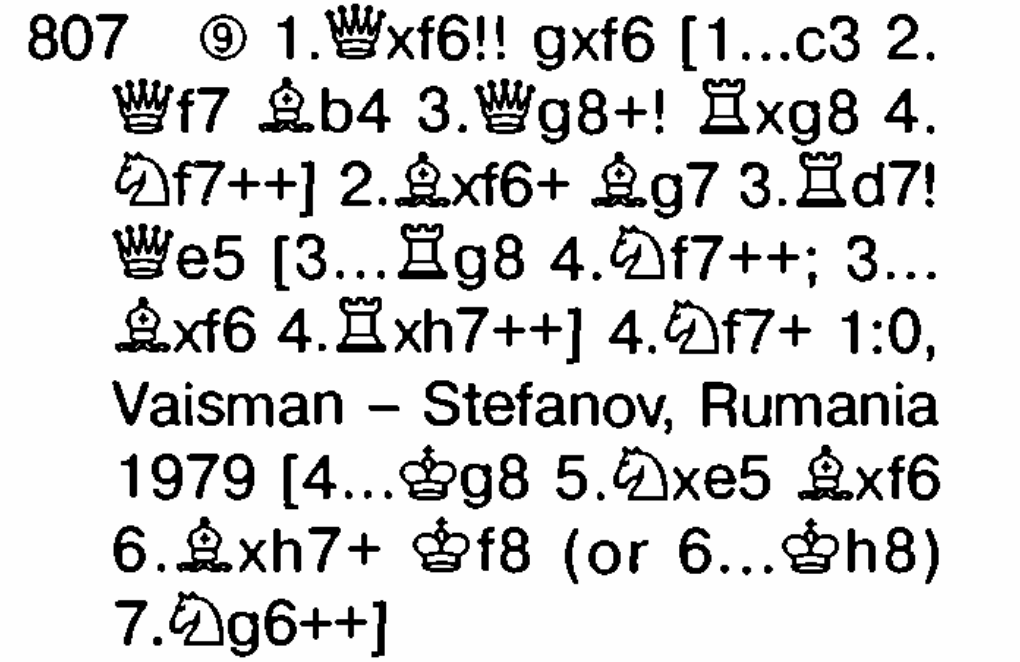 807 ⑨ 1.♕xf6!! gxf6 [1...c3 2.
♕f7 ♗b4 3.♕g8+! ♖xg8 4.
♘f7++] 2.♗xf6+ ♗g7 3.♖d7!
♕e5 [3...♖g8 4.♘f7++; 3...
♗xf6 4.♖xh7++] 4.♘f7+ 1:0,
Vaisman – Stefanov, Rumania
1979 [4...♔g8 5.♘xe5 ♗xf6
6.♗xh7+ ♔f8 (or 6...♔h8)
7.♘g6++]